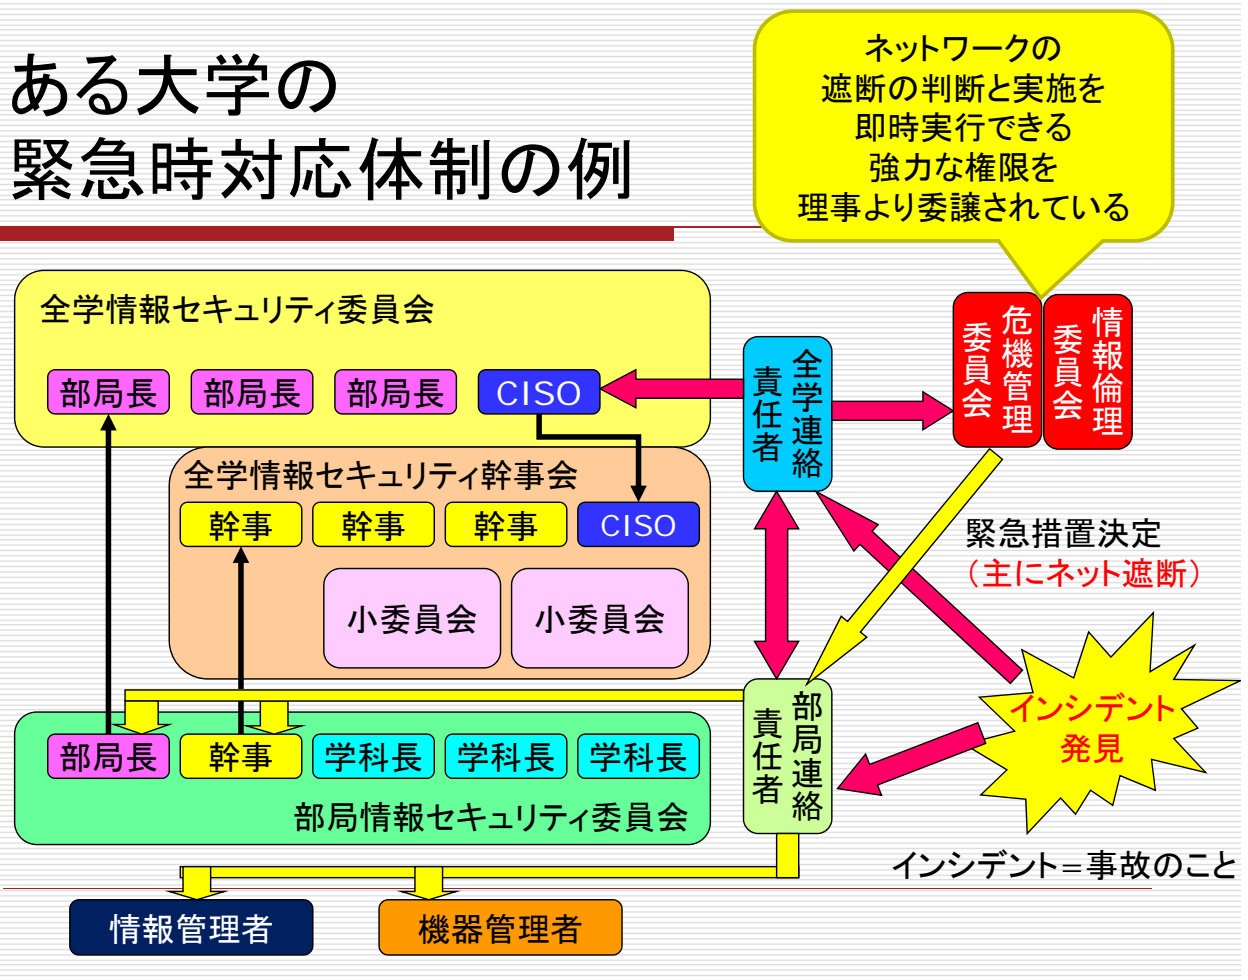 ある大学の
緊急時対応体制の例
ネットワークの
遮断の判断と実施を
即時実行できる
強力な権限を
理事より委譲されている
全学情報セキュリティ委員会
部局長
部局長
部局長
CISO
全学連絡
責任者
危機管理
委員会
情報倫理
委員会
全学情報セキュリティ幹事会
幹事
幹事
幹事
CISO
小委員会
小委員会
緊急措置決定
（主にネット遮断）
インシデント
発見
部局連絡
責任者
部局長
幹事
学科長
学科長
学科長
部局情報セキュリティ委員会
インシデント＝事故のこと
情報管理者
機器管理者